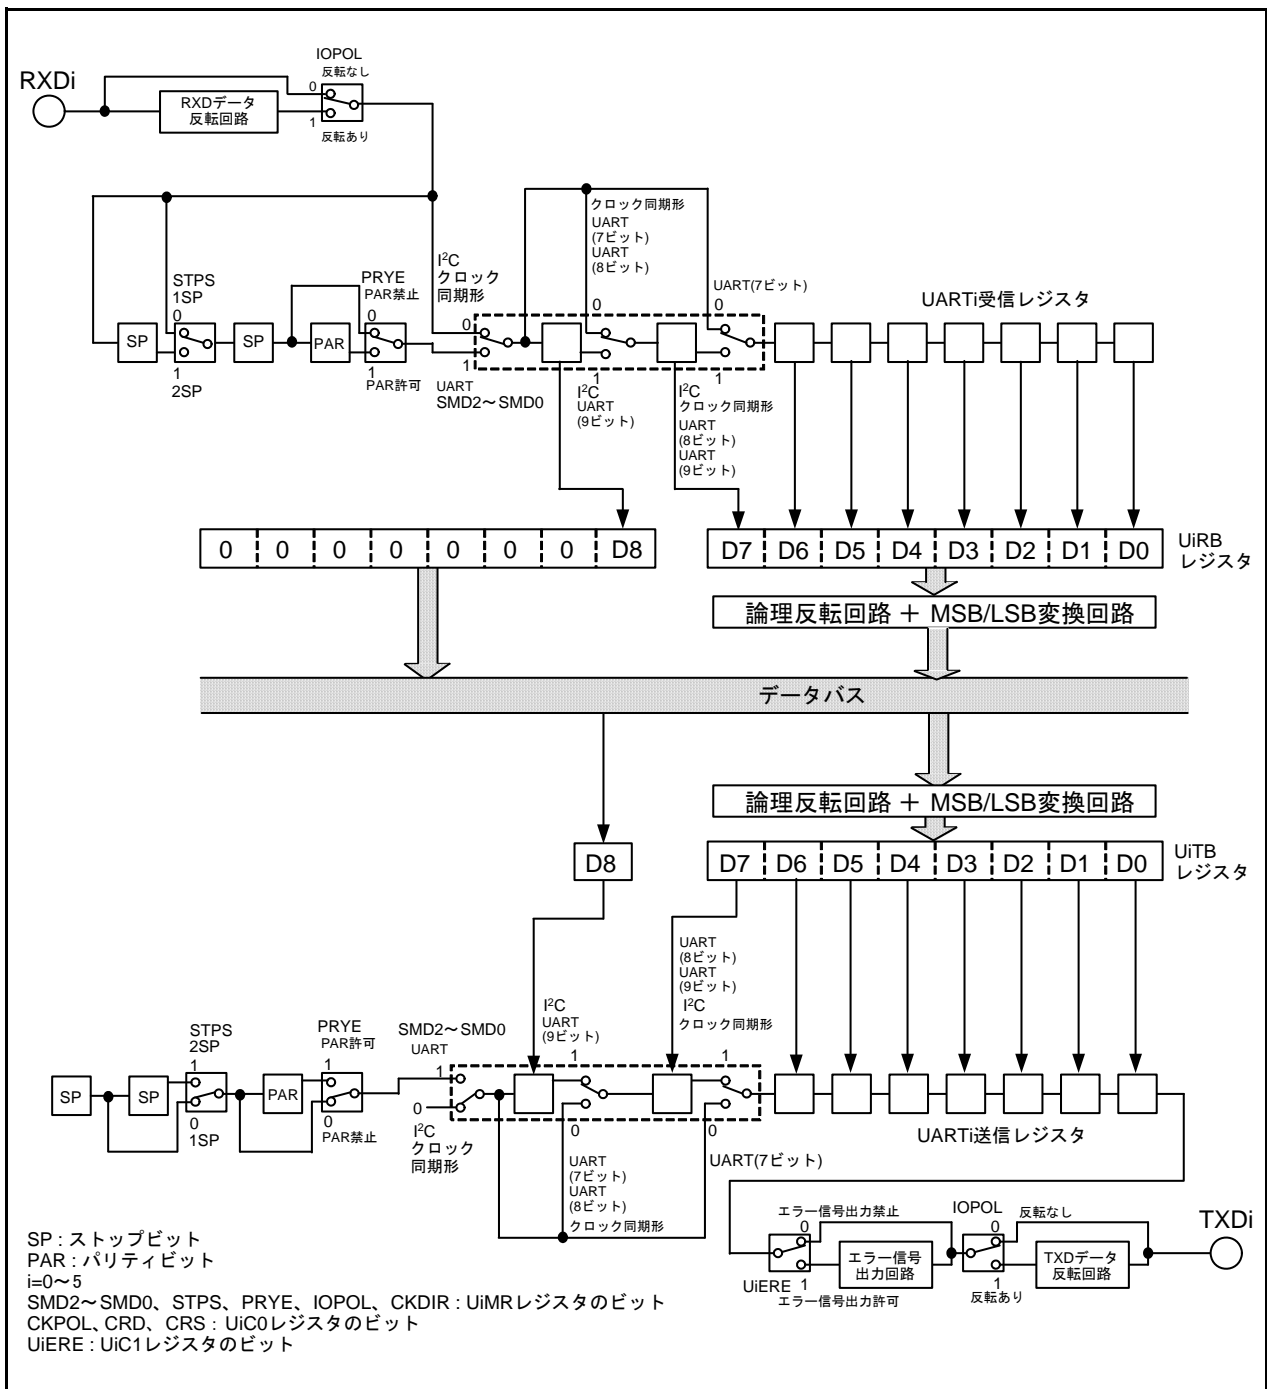 IOPOL
反転なし
RXDi
0
RXDデータ
反転回路
1
反転あり
クロック同期形
UART
(7ビット)
UART
(8ビット)
I²C
クロック
同期形
STPS
1SP
0
PRYE
PAR禁止
0
0
0
UART(7ビット)
0
UARTi受信レジスタ
SP
SP
PAR
1
2SP
1
PAR許可
1
UART
SMD2～SMD0
1
I²C
UART
(9ビット)
1
I²C
クロック同期形
UART
(8ビット)
UART
(9ビット)
0 0 0 0 0 0 0 D8
D7 D6 D5 D4 D3 D2 D1 D0
UiRB
レジスタ
論理反転回路 ＋ MSB/LSB変換回路
データバス
論理反転回路 ＋ MSB/LSB変換回路
D8
D7 D6 D5 D4 D3 D2 D1 D0
UiTB
レジスタ
UART
(8ビット)
UART
(9ビット)
I²C
クロック同期形
I²C
UART
(9ビット)
STPS
2SP
1
PRYE
PAR許可
1
SMD2～SMD0
UART
1
1
1
SP
SP
PAR
0
1SP
0
PAR禁止
0
I²C
クロック
同期形
0
UART
(7ビット)
UART
(8ビット)
クロック同期形
0
UART(7ビット)
UARTi送信レジスタ
エラー信号出力禁止
0
IOPOL
0
反転なし
TXDi
エラー信号
出力回路
TXDデータ
反転回路
UiERE 1
エラー信号出力許可
1
反転あり
SP : ストップビット
PAR : パリティビット
i=0～5
SMD2～SMD0、STPS、PRYE、IOPOL、CKDIR : UiMRレジスタのビット
CKPOL、CRD、CRS : UiC0レジスタのビット
UiERE : UiC1レジスタのビット